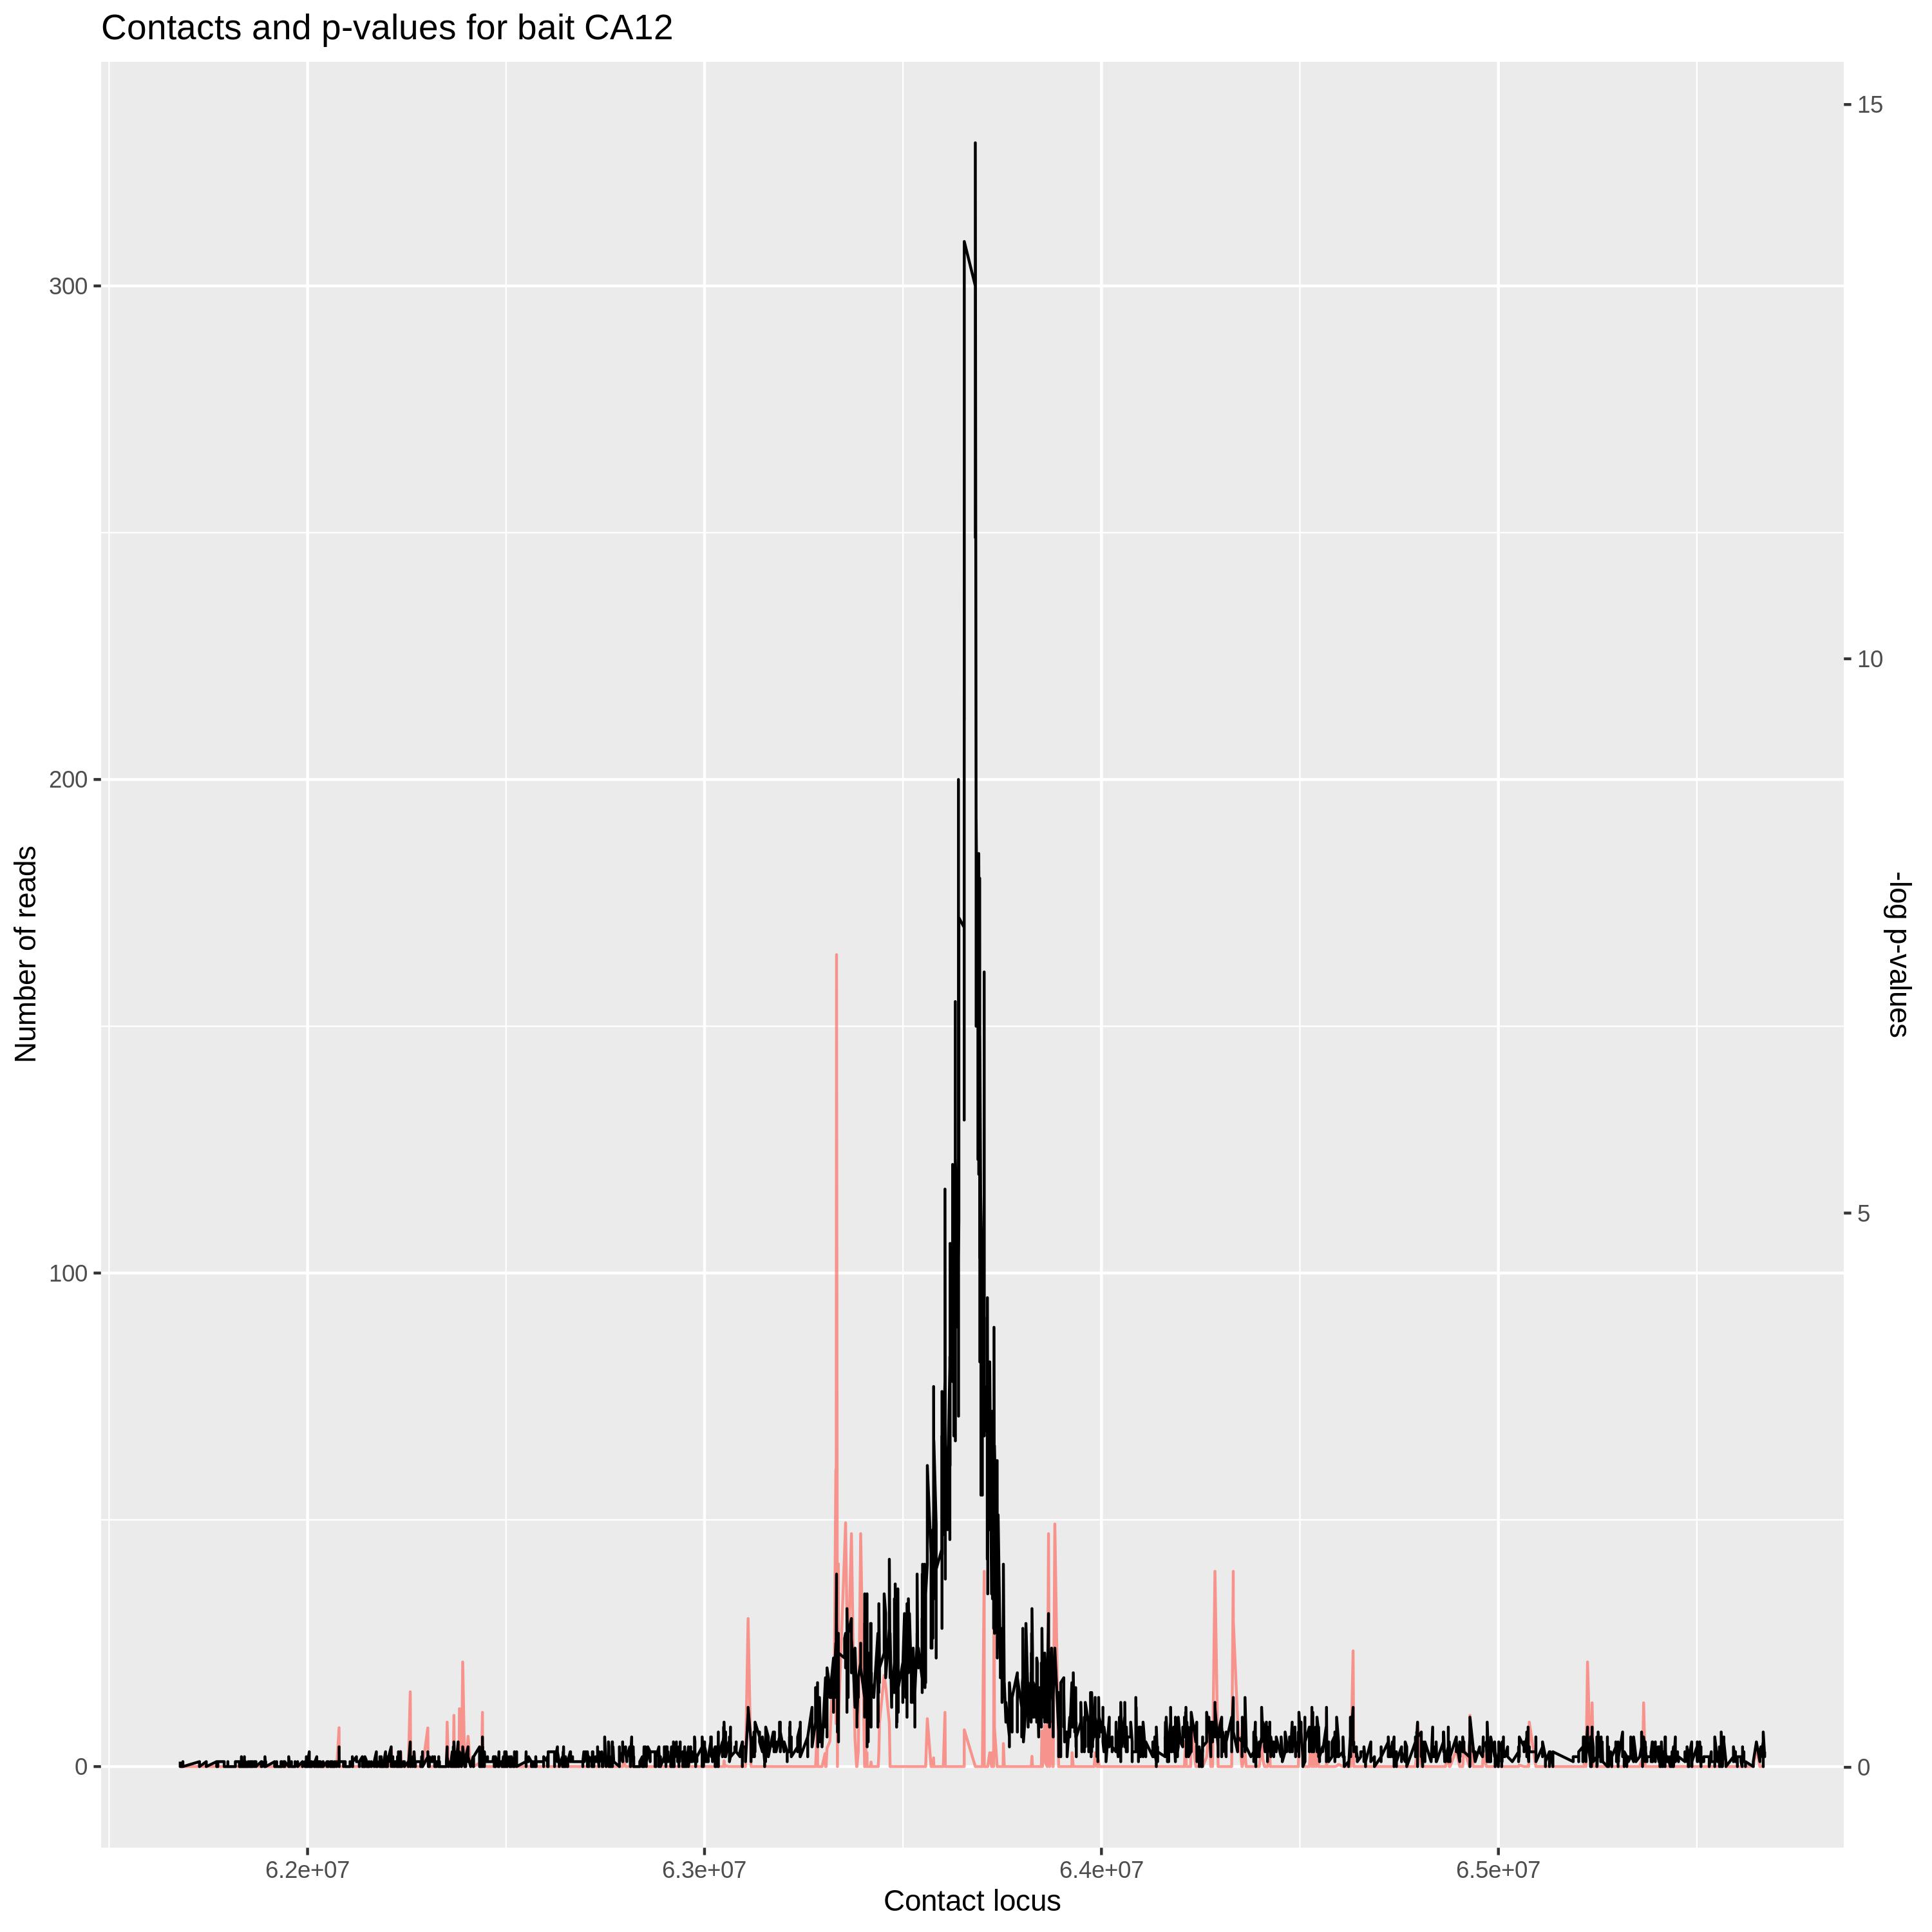 Contacts and p-values for bait CA12
15
300
10
200
Number of reads
-log p-values
5
100
0
0
6.2e+07
6.3e+07
6.4e+07
6.5e+07
Contact locus